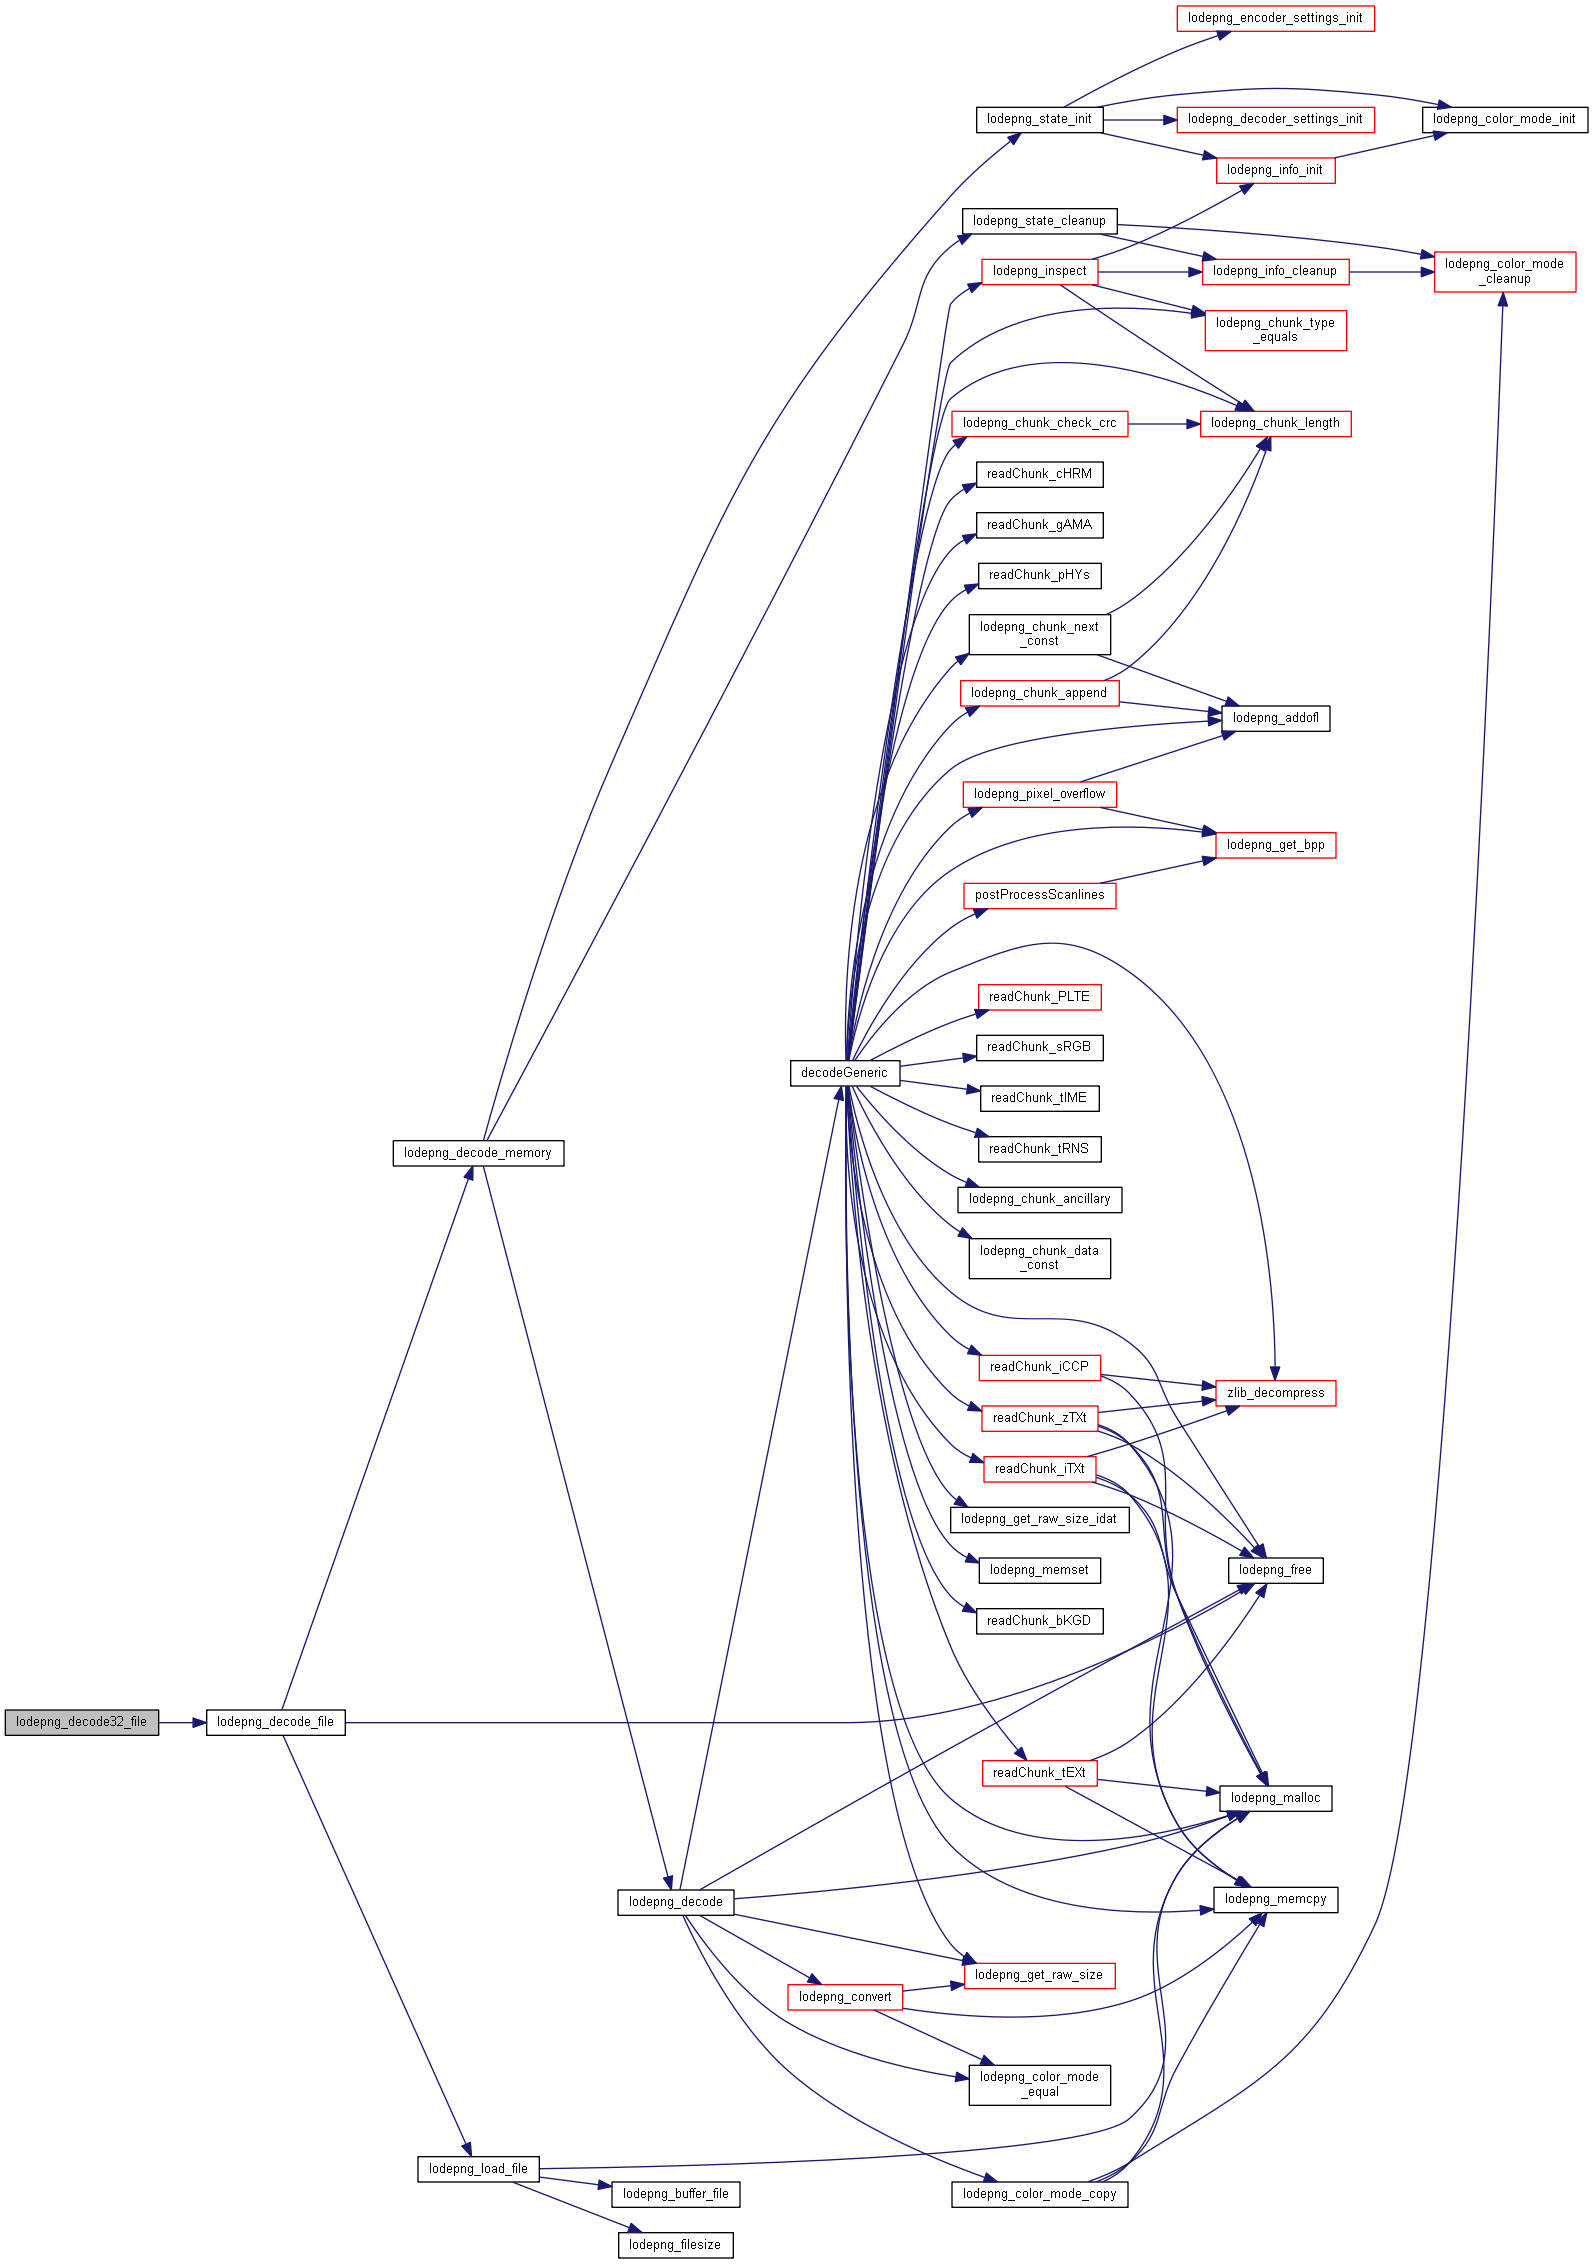 lodepng_encoder_settings_init
lodepng_state_init
lodepng_decoder_settings_init
lodepng_color_mode_init
lodepng_info_init
lodepng_state_cleanup
lodepng_inspect
lodepng_info_cleanup
lodepng_color_mode
_cleanup
lodepng_chunk_type
_equals
lodepng_chunk_check_crc
lodepng_chunk_length
readChunk_cHRM
readChunk_gAMA
readChunk_pHYs
lodepng_chunk_next
_const
lodepng_chunk_append
lodepng_addofl
lodepng_pixel_overflow
lodepng_get_bpp
postProcessScanlines
readChunk_PLTE
readChunk_sRGB
decodeGeneric
readChunk_tIME
readChunk_tRNS
lodepng_decode_memory
lodepng_chunk_ancillary
lodepng_chunk_data
_const
readChunk_iCCP
zlib_decompress
readChunk_zTXt
readChunk_iTXt
lodepng_get_raw_size_idat
lodepng_memset
lodepng_free
readChunk_bKGD
lodepng_decode32_file
lodepng_decode_file
readChunk_tEXt
lodepng_malloc
lodepng_decode
lodepng_memcpy
lodepng_get_raw_size
lodepng_convert
lodepng_color_mode
_equal
lodepng_load_file
lodepng_buffer_file
lodepng_color_mode_copy
lodepng_filesize